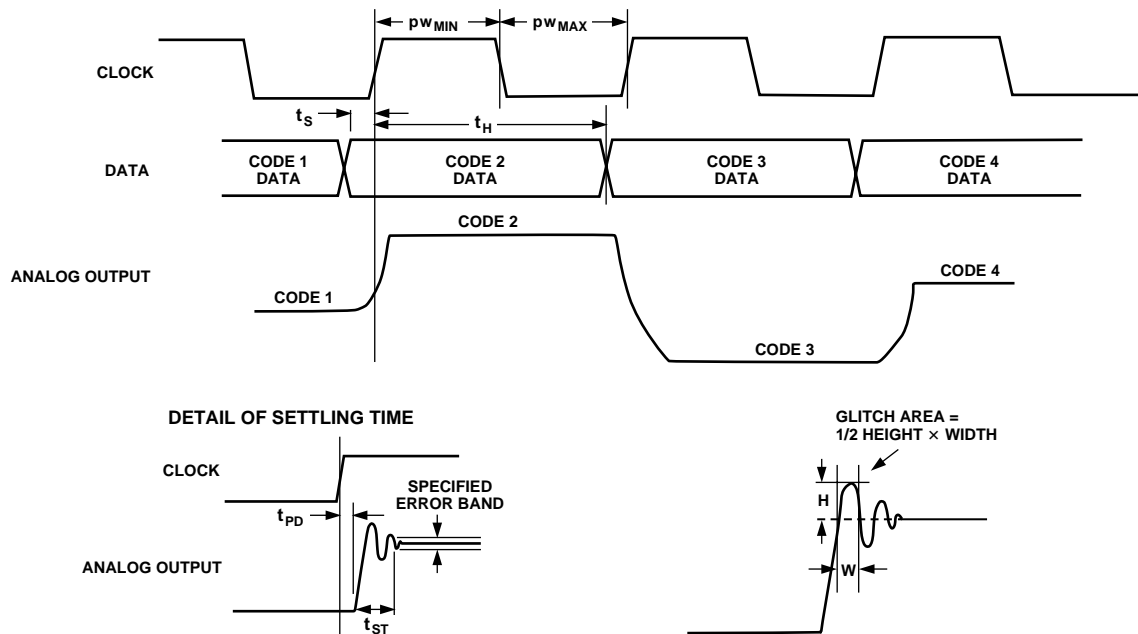 pwMIN
pwMAX
CLOCK
tS
tH
DATA
CODE 1
DATA
CODE 2
DATA
CODE 3
DATA
CODE 4
DATA
CODE 2
ANALOG OUTPUT
CODE 1
CODE 4
CODE 3
DETAIL OF SETTLING TIME
GLITCH AREA =
1/2 HEIGHT × WIDTH
CLOCK
SPECIFIED
ERROR BAND
H
tPD
ANALOG OUTPUT
W
tST